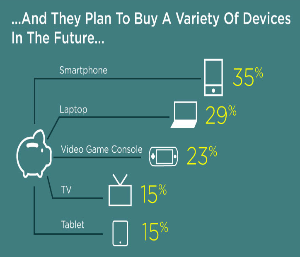 ...And They Plan To Buy A Variety Of Devices
In The Future...
Smartphone
35%
Laptop
29%
Video Game Console
23%
TV
15%
Tablet
15%